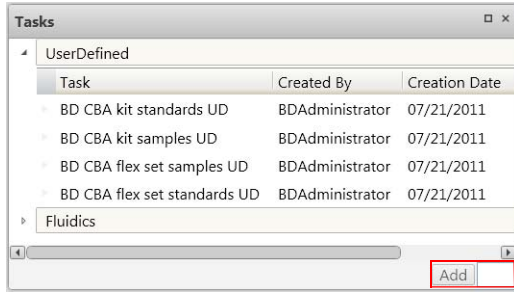 Tasks
UserDefined
Task Created By Creation Date
BD CBA kit standards UD BDAdministrator 07/21/2011
BD CBA kit samples UD BDAdministrator 07/21/2011
BD CBA flex set samples UD BDAdministrator 07/21/2011
BD CBA flex set standards UD BDAdministrator 07/21/2011
Fluidics
Add